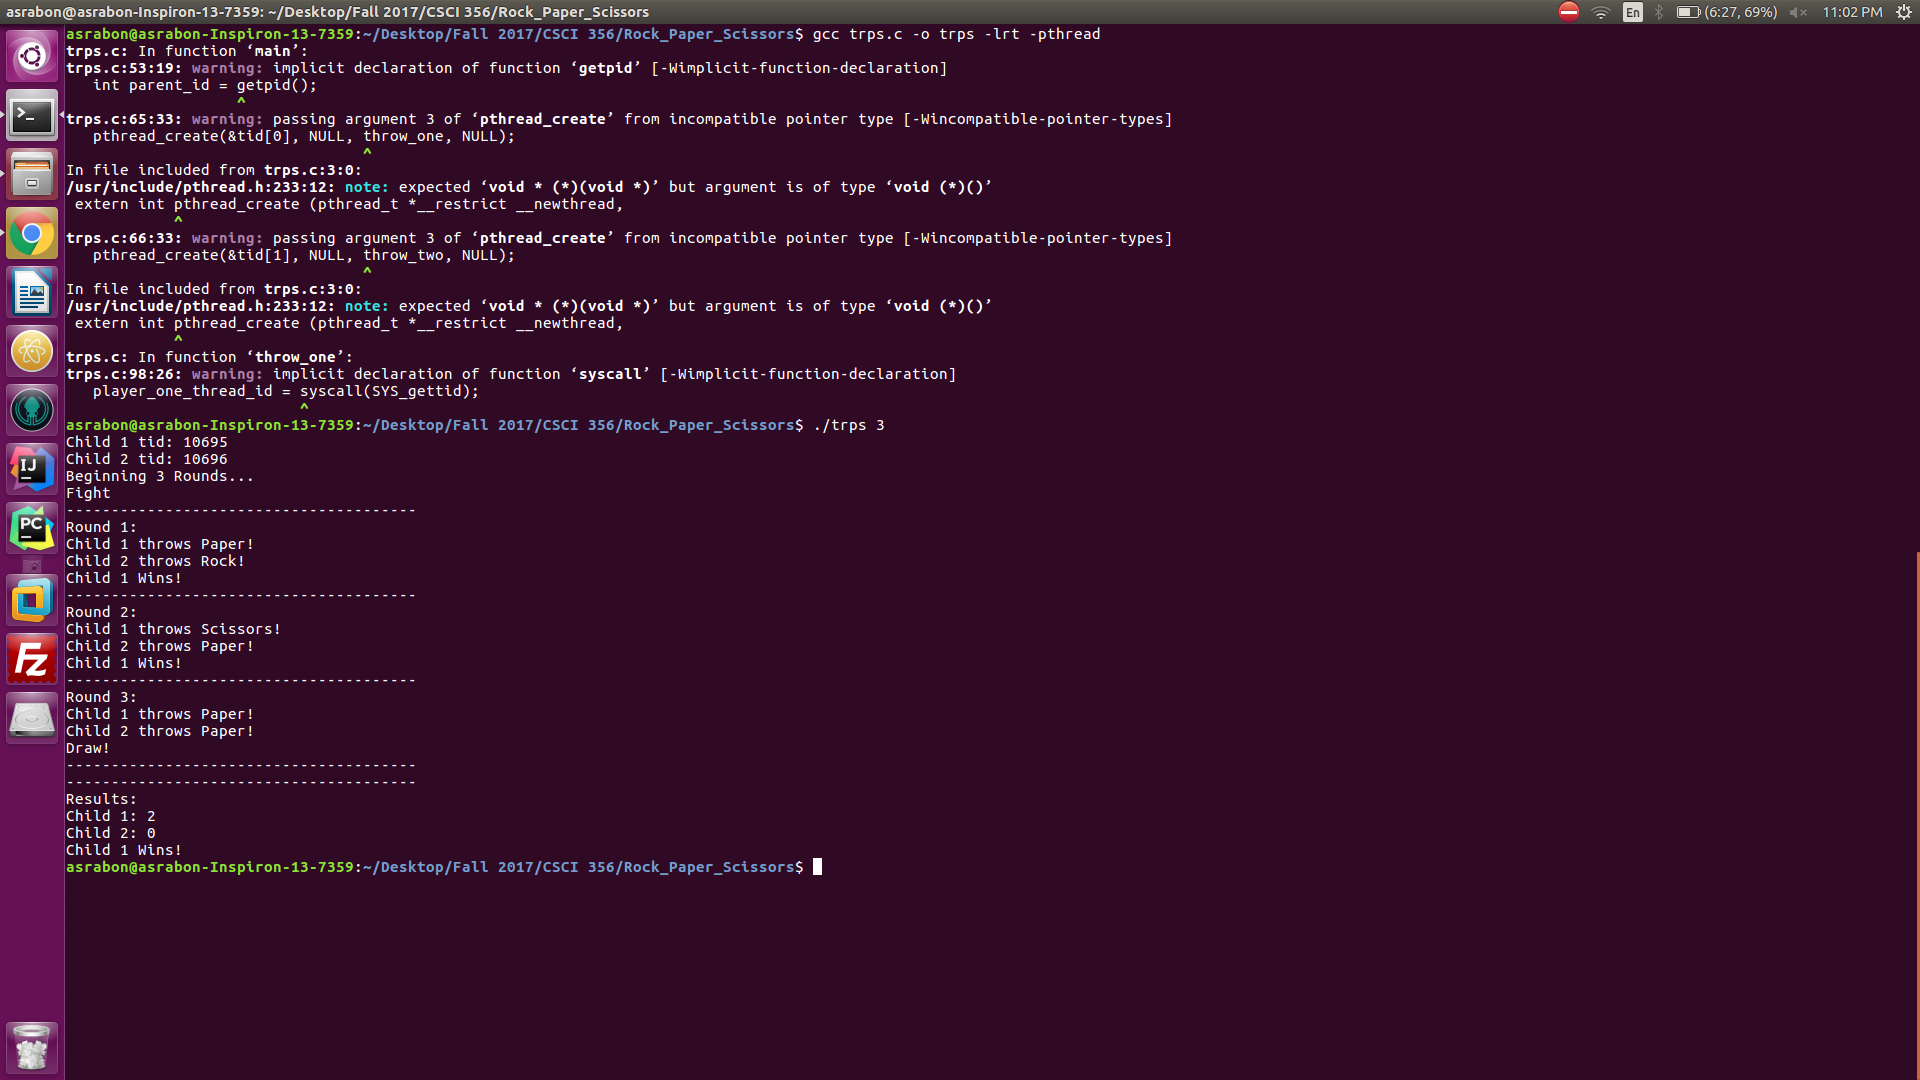 asrabon@asrabon-Inspiron-13-7359: ~/Desktop/Fall 2017/CSCI 356/Rock_Paper_Scissors
En
(6:27, 69%)
11:02 PM
asrabon@asrabon-Inspiron-13-7359:~/Desktop/Fall 2017/CSCI 356/Rock_Paper_Scissors$ gcc trps.c -o trps -lrt -pthread
trps.c: In function ‘main’:
trps.c:53:19: warning: implicit declaration of function ‘getpid’ [-Wimplicit-function-declaration]
   int parent_id = getpid();
                   ^
trps.c:65:33: warning: passing argument 3 of ‘pthread_create’ from incompatible pointer type [-Wincompatible-pointer-types]
   pthread_create(&tid[0], NULL, throw_one, NULL);
                                 ^
In file included from trps.c:3:0:
/usr/include/pthread.h:233:12: note: expected ‘void * (*)(void *)’ but argument is of type ‘void (*)()’
 extern int pthread_create (pthread_t *__restrict __newthread,
            ^
trps.c:66:33: warning: passing argument 3 of ‘pthread_create’ from incompatible pointer type [-Wincompatible-pointer-types]
   pthread_create(&tid[1], NULL, throw_two, NULL);
                                 ^
In file included from trps.c:3:0:
/usr/include/pthread.h:233:12: note: expected ‘void * (*)(void *)’ but argument is of type ‘void (*)()’
 extern int pthread_create (pthread_t *__restrict __newthread,
            ^
trps.c: In function ‘throw_one’:
trps.c:98:26: warning: implicit declaration of function ‘syscall’ [-Wimplicit-function-declaration]
   player_one_thread_id = syscall(SYS_gettid);
                          ^
asrabon@asrabon-Inspiron-13-7359:~/Desktop/Fall 2017/CSCI 356/Rock_Paper_Scissors$ ./trps 3
Child 1 tid: 10695
Child 2 tid: 10696
Beginning 3 Rounds...
Fight
---------------------------------------
Round 1:
Child 1 throws Paper!
Child 2 throws Rock!
Child 1 Wins!
---------------------------------------
Round 2:
Child 1 throws Scissors!
Child 2 throws Paper!
Child 1 Wins!
---------------------------------------
Round 3:
Child 1 throws Paper!
Child 2 throws Paper!
Draw!
---------------------------------------
---------------------------------------
Results:
Child 1: 2
Child 2: 0
Child 1 Wins!
asrabon@asrabon-Inspiron-13-7359:~/Desktop/Fall 2017/CSCI 356/Rock_Paper_Scissors$
IJ
PC
Fz